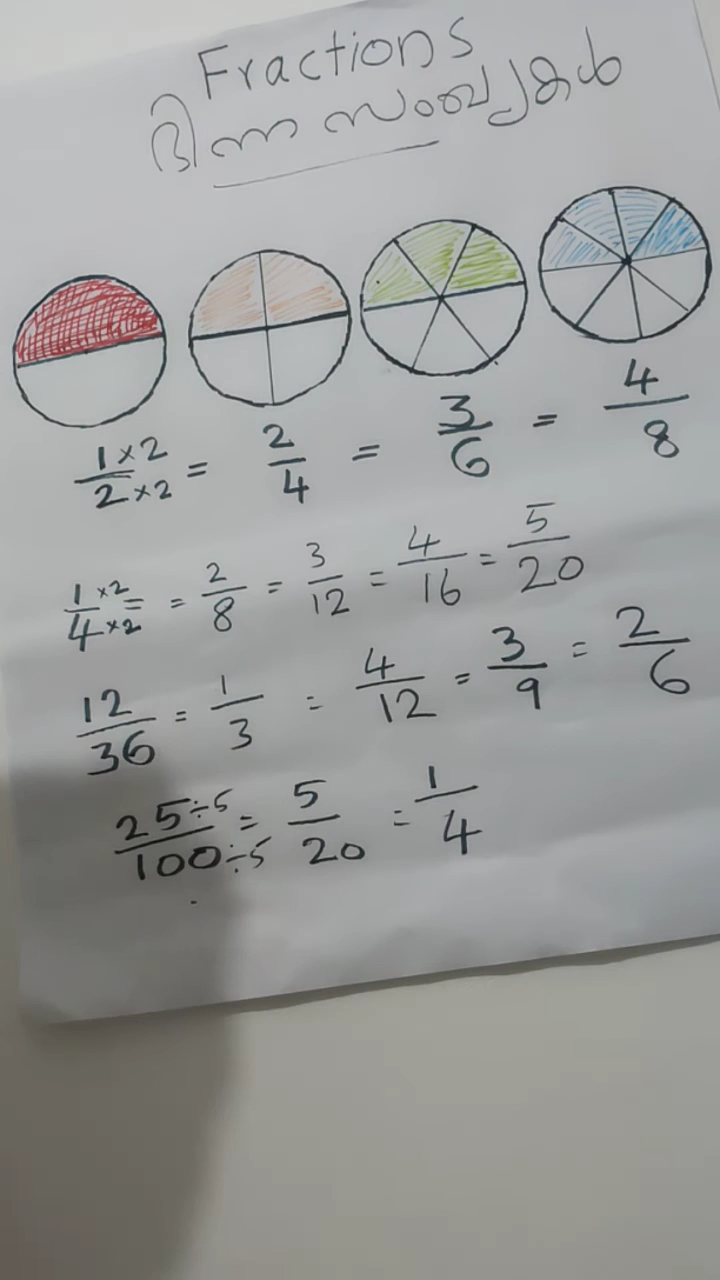 Fractions
ഭിന്ന സംഖ്യകൾ
1×2/2×2 = 2/4 = 3/6 = 4/8
1×2/4×2 = = 2/8 = 3/12 = 4/16 = 5/20
12/36 = 1/3 = 4/12 = 3/9 = 2/6
25÷5/100÷5 = 5/20 = 1/4